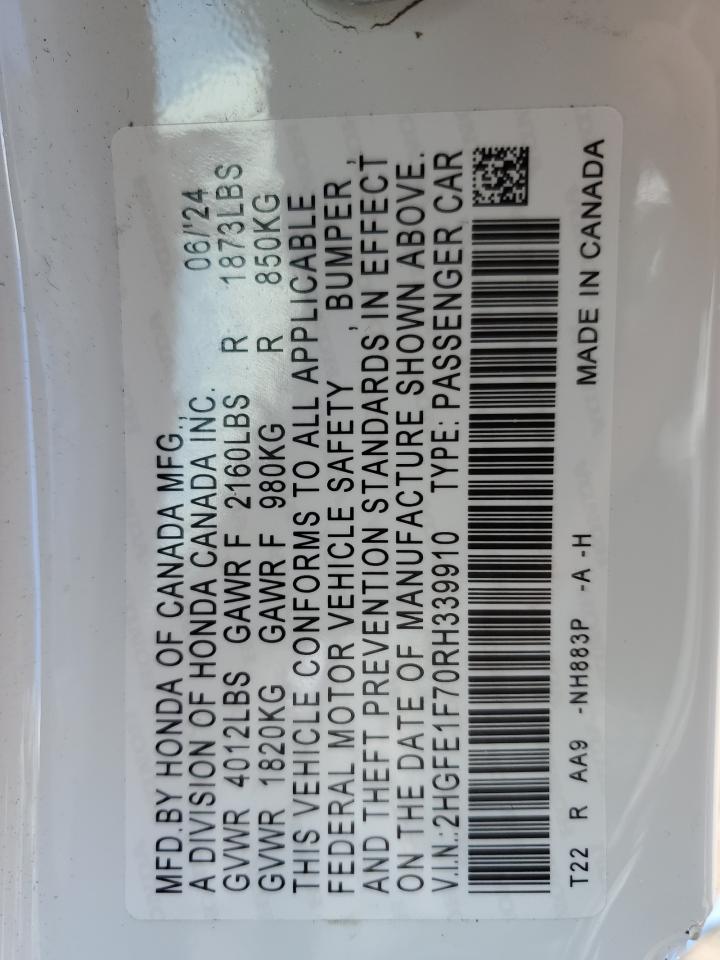 MFD.BY HONDA OF CANADA MFG.,
A DIVISION OF HONDA CANADA INC. 06/'24
GVWR 4012LBS GAWR F 2160LBS R 1873LBS
GVWR 1820KG GAWR F 980KG R 850KG
THIS VEHICLE CONFORMS TO ALL APPLICABLE
FEDERAL MOTOR VEHICLE SAFETY , BUMPER ,
AND THEFT PREVENTION STANDARDS IN EFFECT
ON THE DATE OF MANUFACTURE SHOWN ABOVE.
V.I.N.:2HGFE1F70RH339910 TYPE: PASSENGER CAR
T22 R AA9 -NH883P -A -H MADE IN CANADA